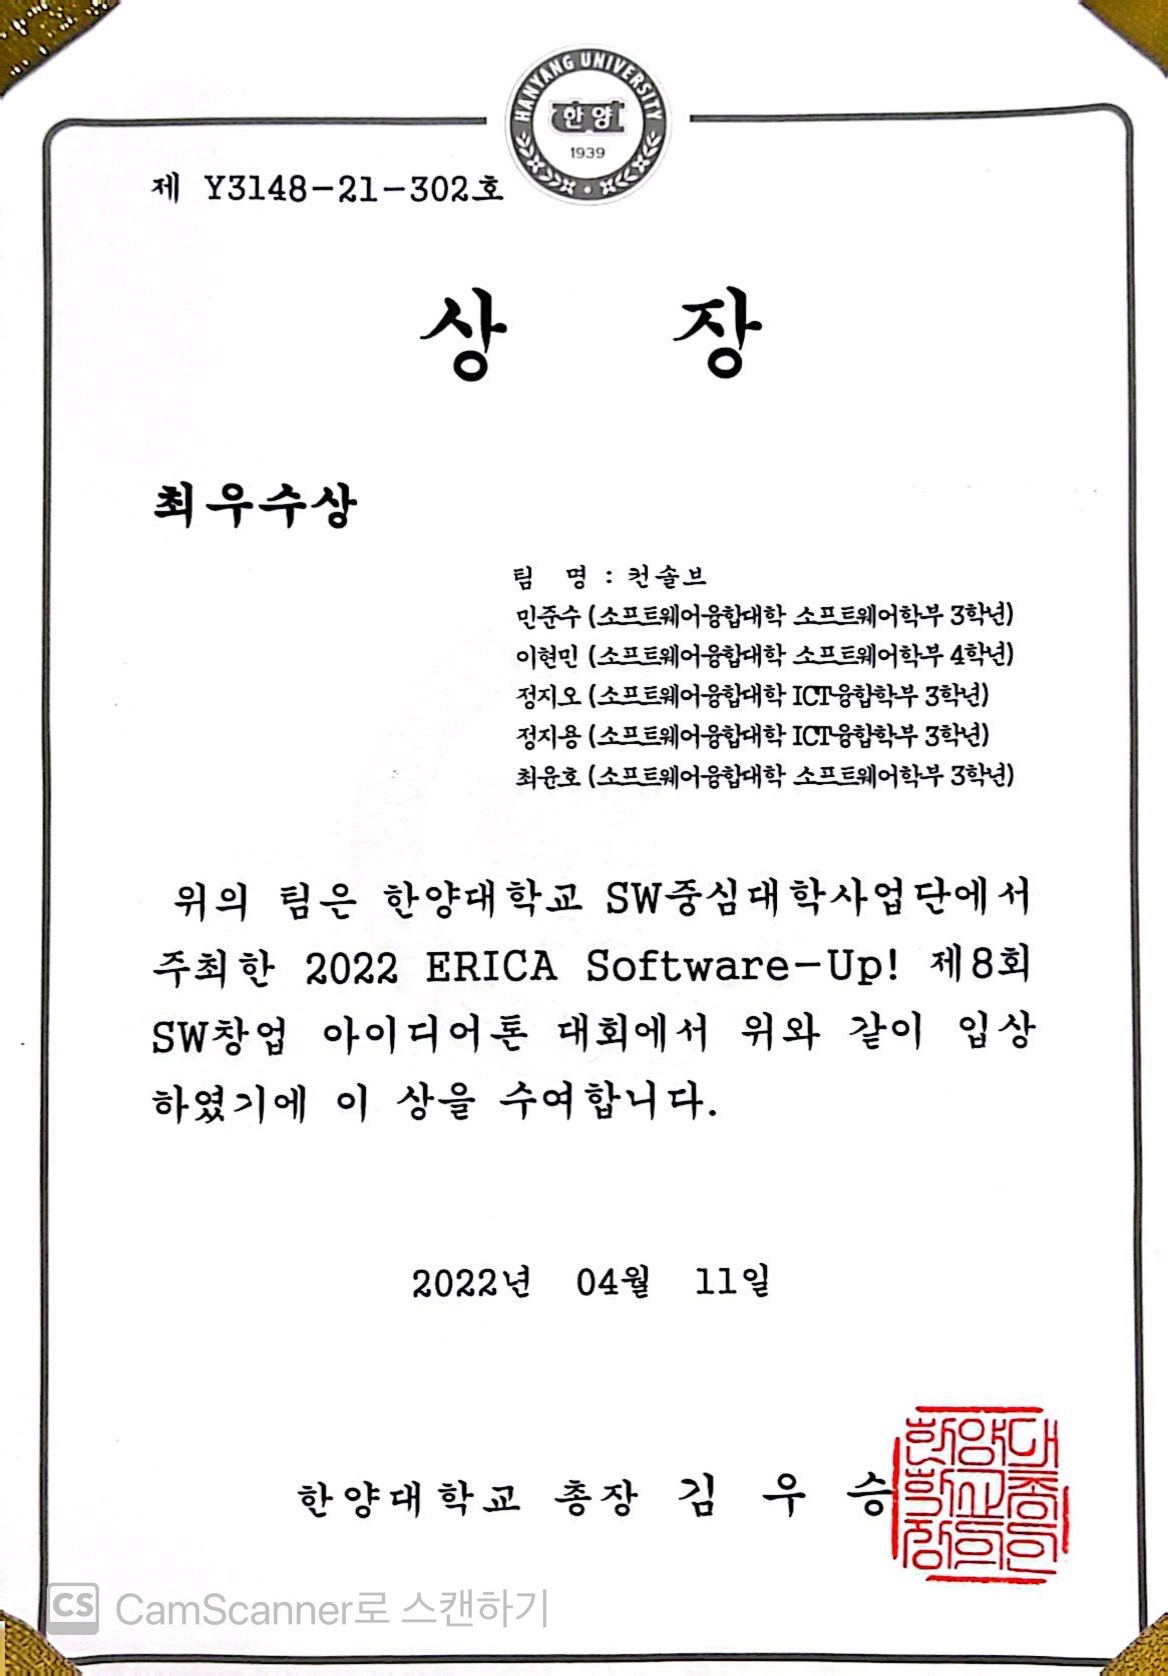 HANYANG UNIVERSITY
한양
1939
제 Y3148-21-302호
상 장
최우수상
팀 명 : 컨솔브
민준수 (소프트웨어융합대학 소프트웨어학부 3학년)
이현민 (소프트웨어융합대학 소프트웨어학부 4학년)
정지오 (소프트웨어융합대학 ICT융합학부 3학년)
정지용 (소프트웨어융합대학 ICT융합학부 3학년)
최윤호 (소프트웨어융합대학 소프트웨어학부 3학년)
위의 팀은 한양대학교 SW중심대학사업단에서
주최한 2022 ERICA Software-Up! 제8회
SW창업 아이디어톤 대회에서 위와 같이 입상
하였기에 이 상을 수여합니다.
2022년 04월 11일
한양대학교 총장 김 우 승
한양대
학교총
장의인
CS CamScanner로 스캔하기